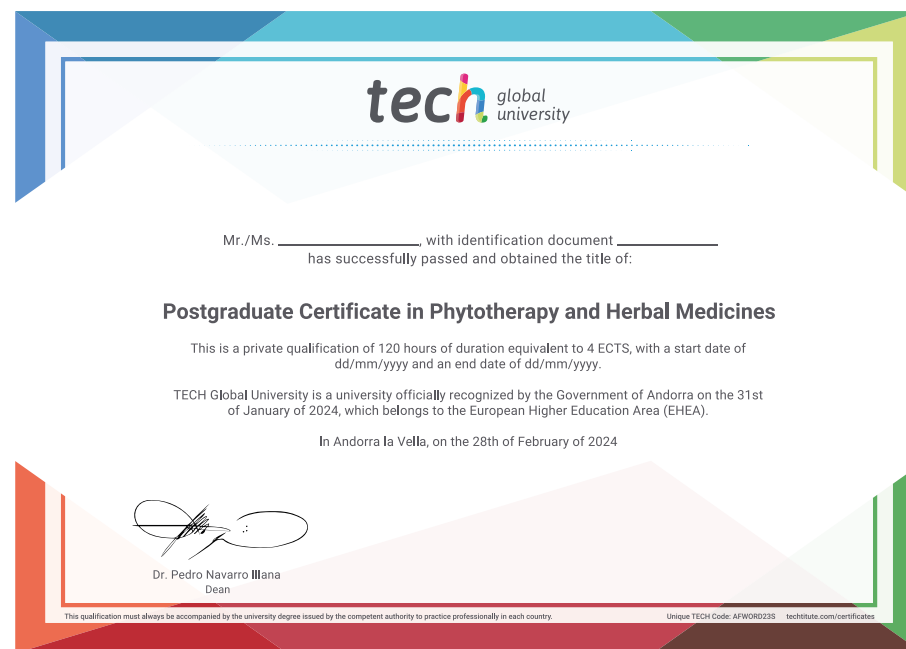 tech global university
Mr./Ms. ____________________, with identification document ______________
has successfully passed and obtained the title of:
Postgraduate Certificate in Phytotherapy and Herbal Medicines
This is a private qualification of 120 hours of duration equivalent to 4 ECTS, with a start date of
dd/mm/yyyy and an end date of dd/mm/yyyy.
TECH Global University is a university officially recognized by the Government of Andorra on the 31st
of January of 2024, which belongs to the European Higher Education Area (EHEA).
In Andorra la Vella, on the 28th of February of 2024
Dr. Pedro Navarro Illana
Dean
This qualification must always be accompanied by the university degree issued by the competent authority to practice professionally in each country.
Unique TECH Code: AFWORD23S techtitute.com/certificates